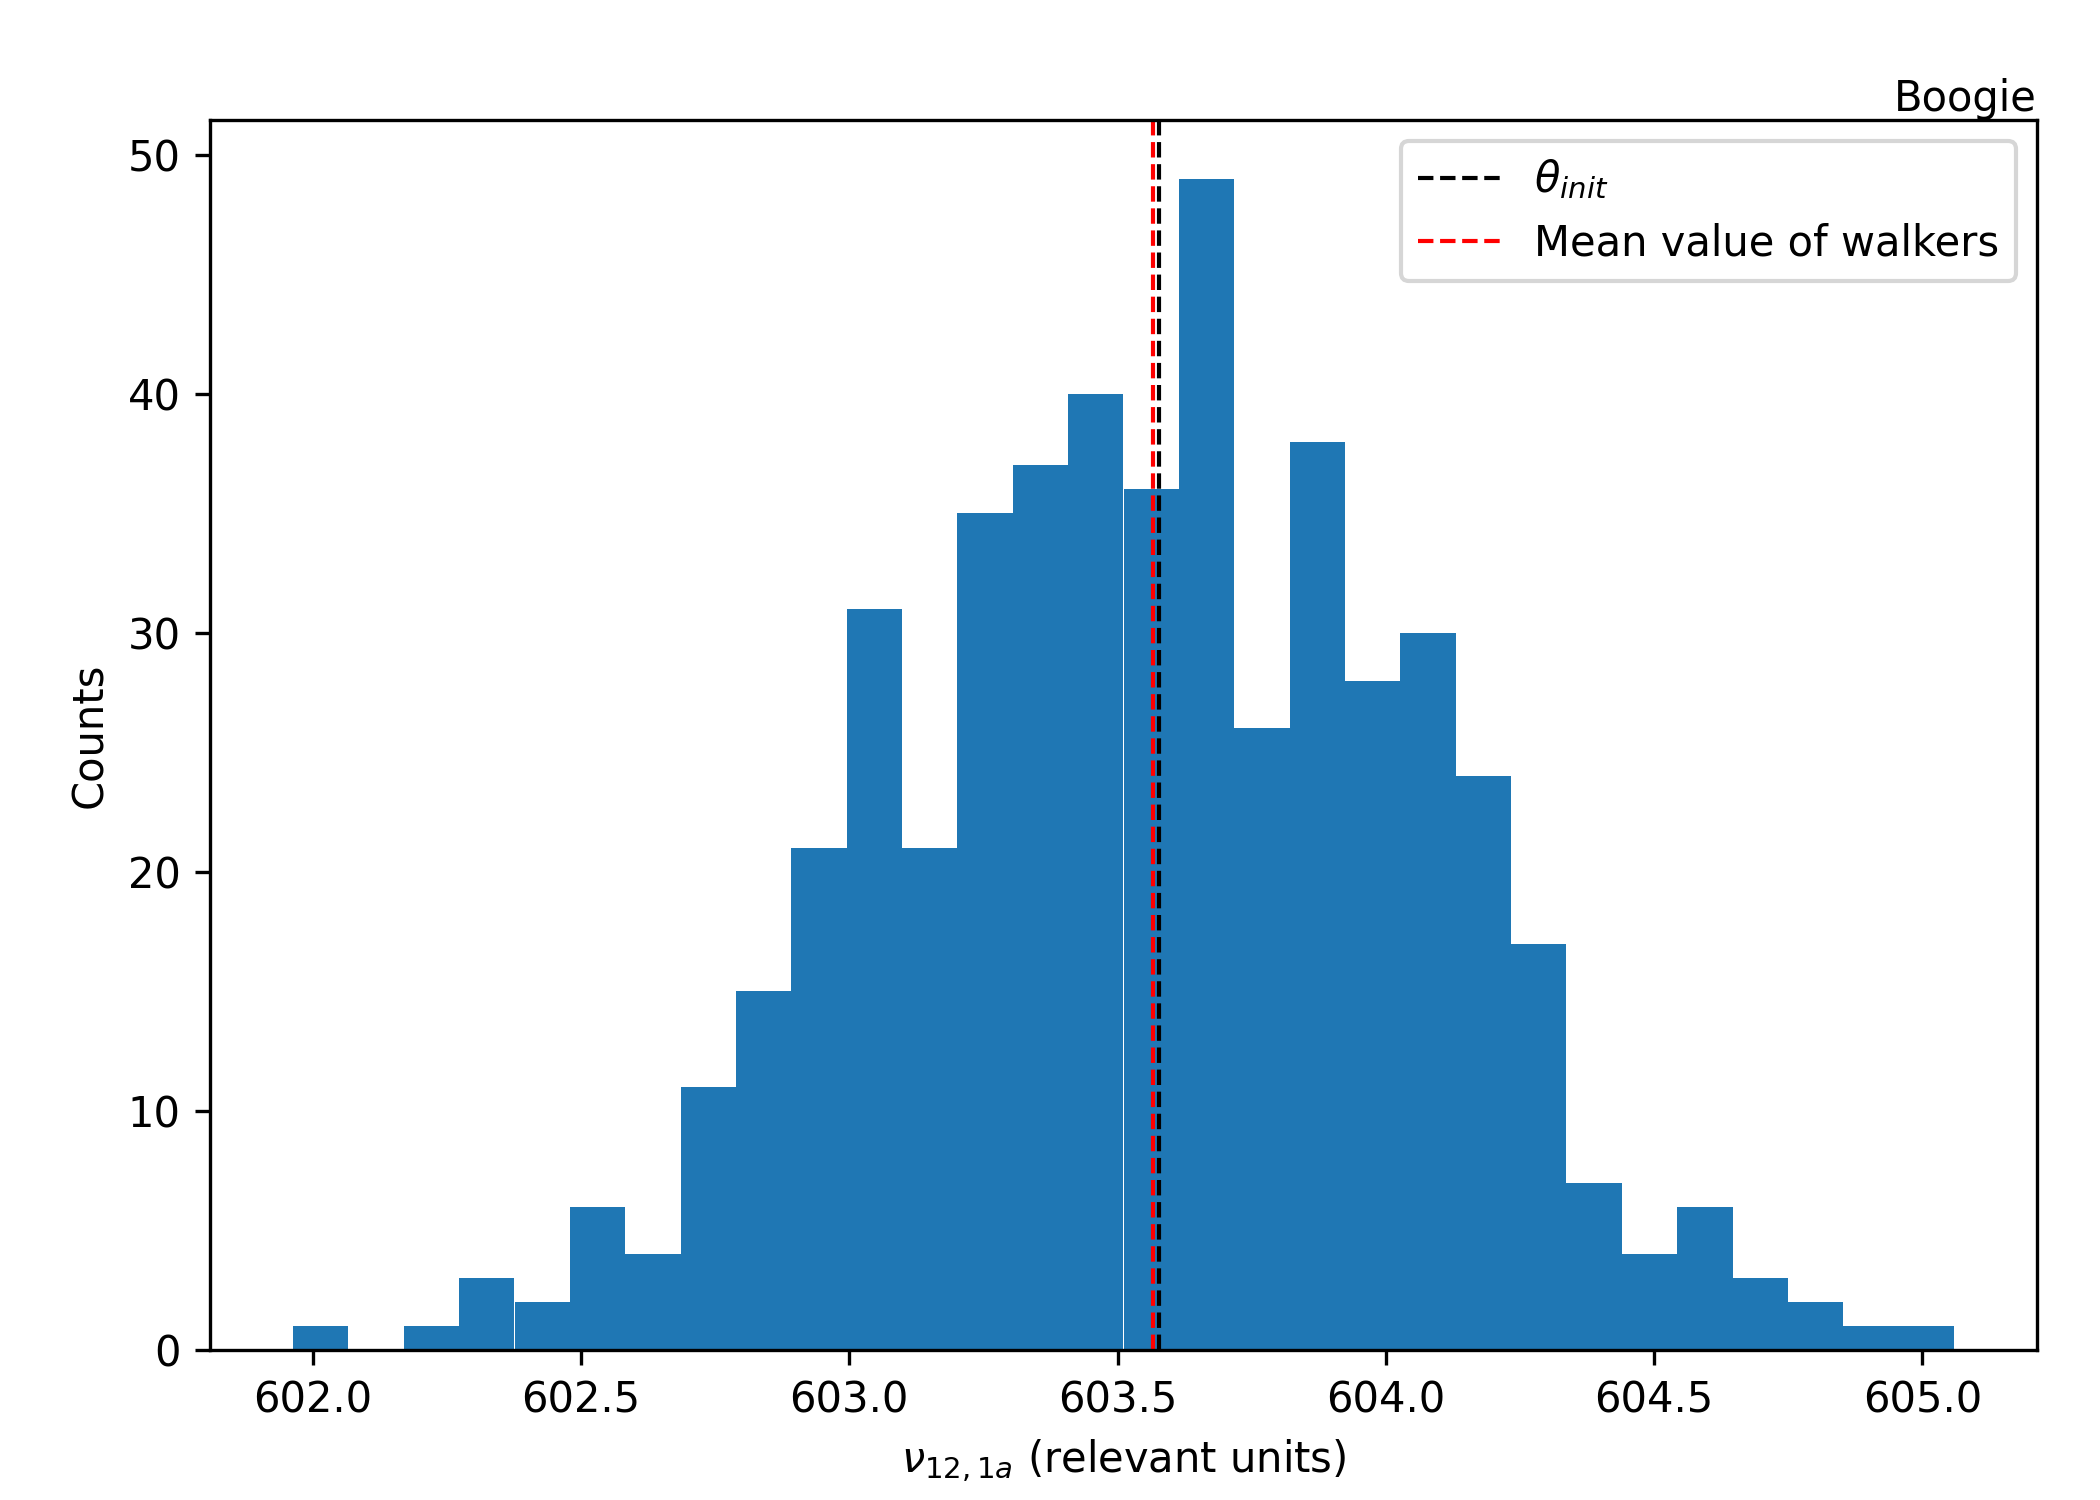 Boogie
θinit
Mean value of walkers
50
40
30
20
10
0
Counts
602.0 602.5 603.0 603.5 604.0 604.5 605.0
ν12,1a (relevant units)